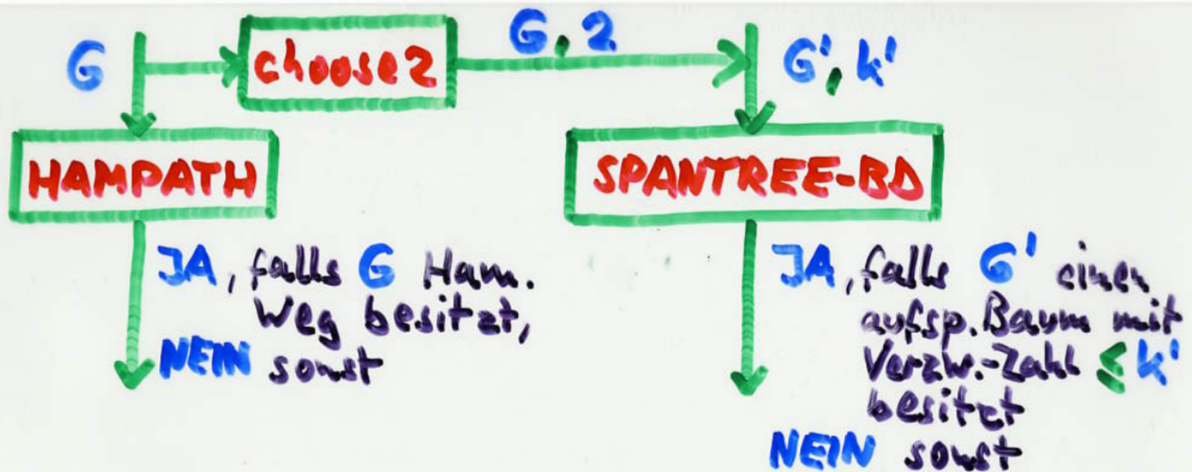 G choose2 G,2 G',k'
HAMPATH SPANTREE-BD
JA, falls G Ham.
Weg besitzt,
NEIN sonst
JA, falls G' einen
aufsp. Baum mit
Verzw.-Zahl ≤ k'
besitzt
NEIN sonst